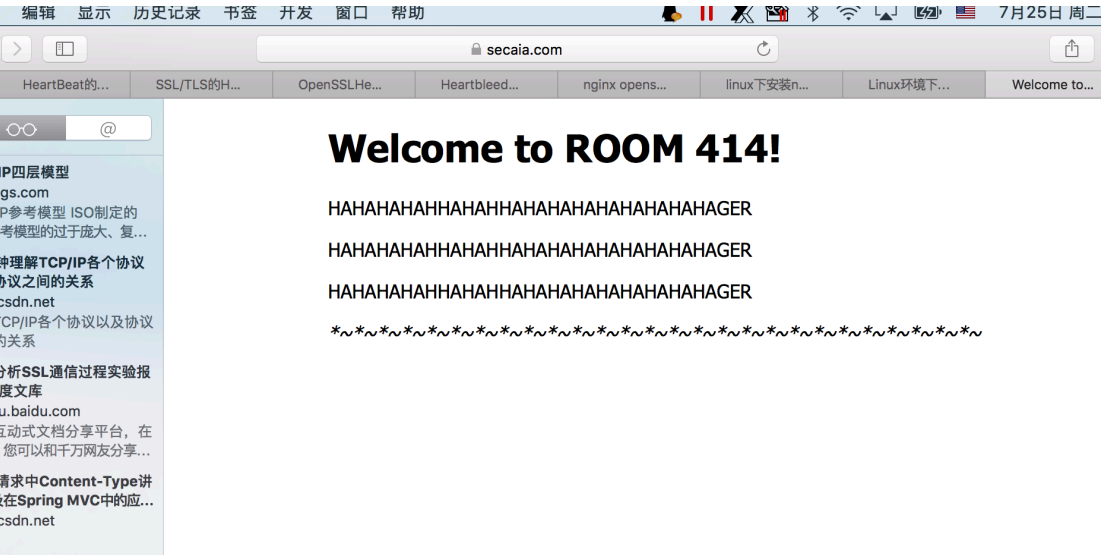 编辑 显示 历史记录 书签 开发 窗口 帮助 7月25日 周二
secaia.com
HeartBeat的... SSL/TLS的H... OpenSSLHe... Heartbleed... nginx opens... linux下安装n... Linux环境下... Welcome to...
@
Welcome to ROOM 414!
HAHAHAHAHHAHAHHAHAHAHAHAHAHAHAHAGER
HAHAHAHAHHAHAHHAHAHAHAHAHAHAHAHAGER
HAHAHAHAHHAHAHHAHAHAHAHAHAHAHAHAGER
*~*~*~*~*~*~*~*~*~*~*~*~*~*~*~*~*~*~*~*~*~*~*~*~*~*~*~
IP四层模型
gs.com
P参考模型 ISO制定的
考模型的过于庞大、复...
钟理解TCP/IP各个协议
协议之间的关系
csdn.net
TCP/IP各个协议以及协议
的关系
分析SSL通信过程实验报
度文库
u.baidu.com
互动式文档分享平台，在
您可以和千万网友分享...
请求中Content-Type讲
及在Spring MVC中的应...
csdn.net